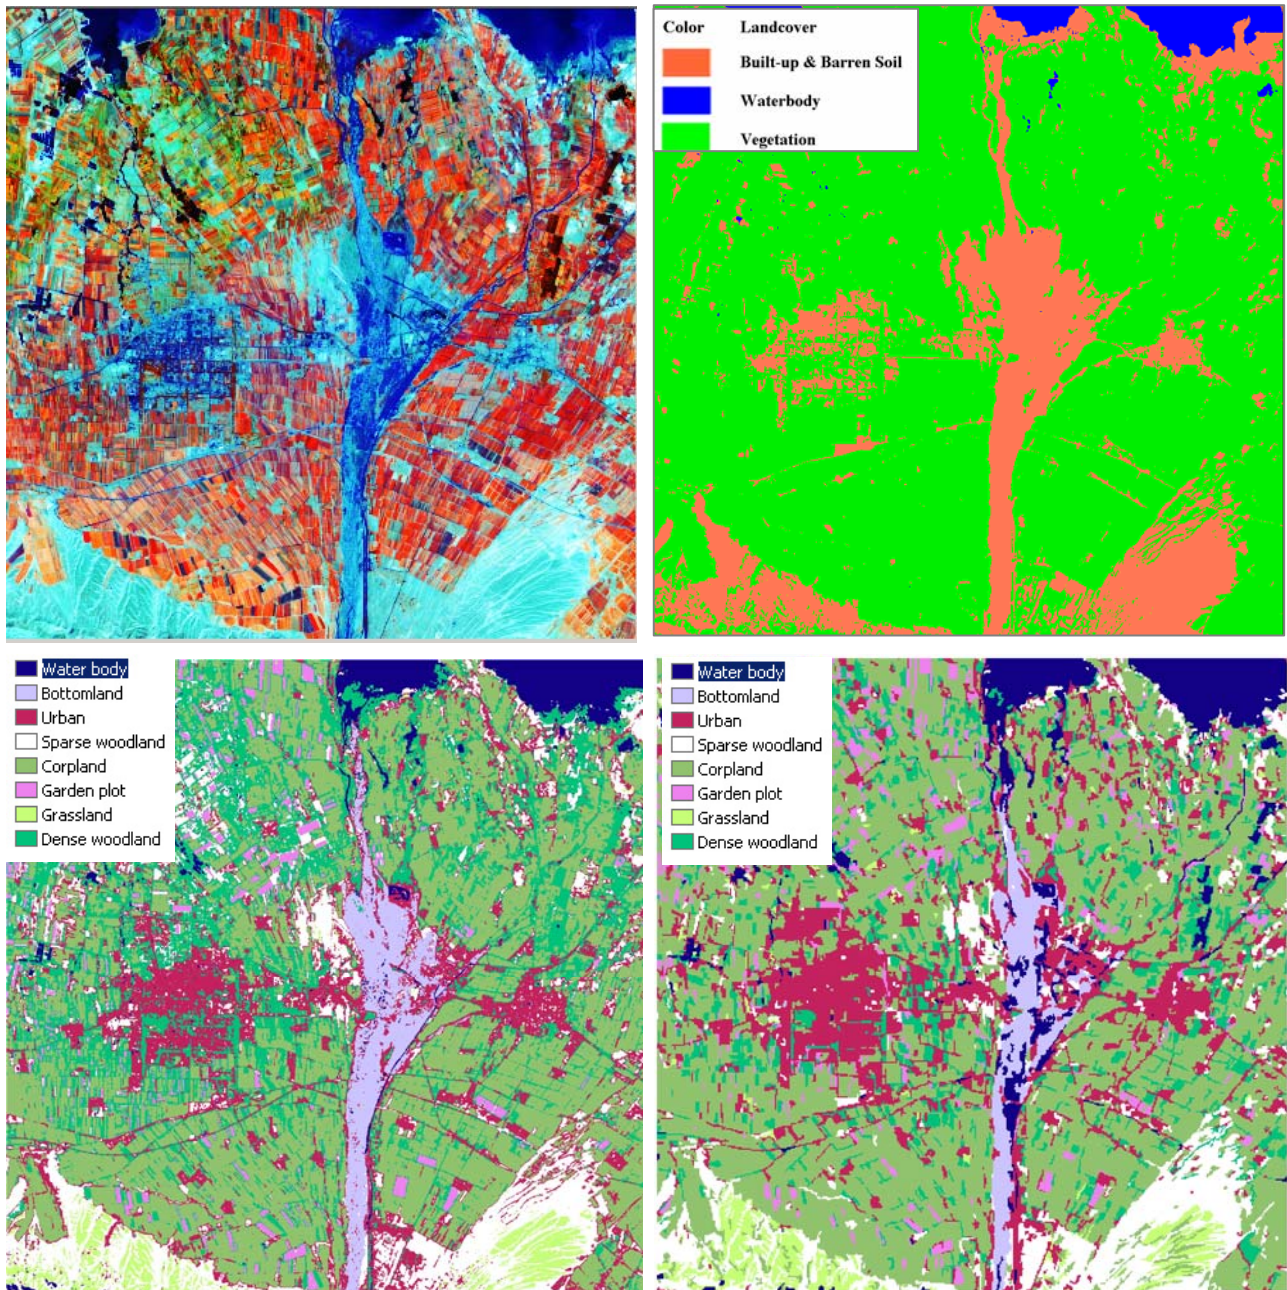 Color Landcover
Built-up & Barren Soil
Waterbody
Vegetation
Water body
Bottomland
Urban
Sparse woodland
Corpland
Garden plot
Grassland
Dense woodland
Water body
Bottomland
Urban
Sparse woodland
Corpland
Garden plot
Grassland
Dense woodland